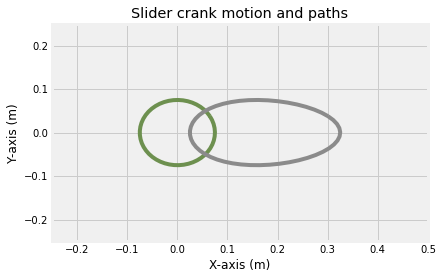 Slider crank motion and paths
Y-axis (m)
0.2
0.1
0.0
−0.1
−0.2
−0.2 −0.1 0.0 0.1 0.2 0.3 0.4 0.5
X-axis (m)